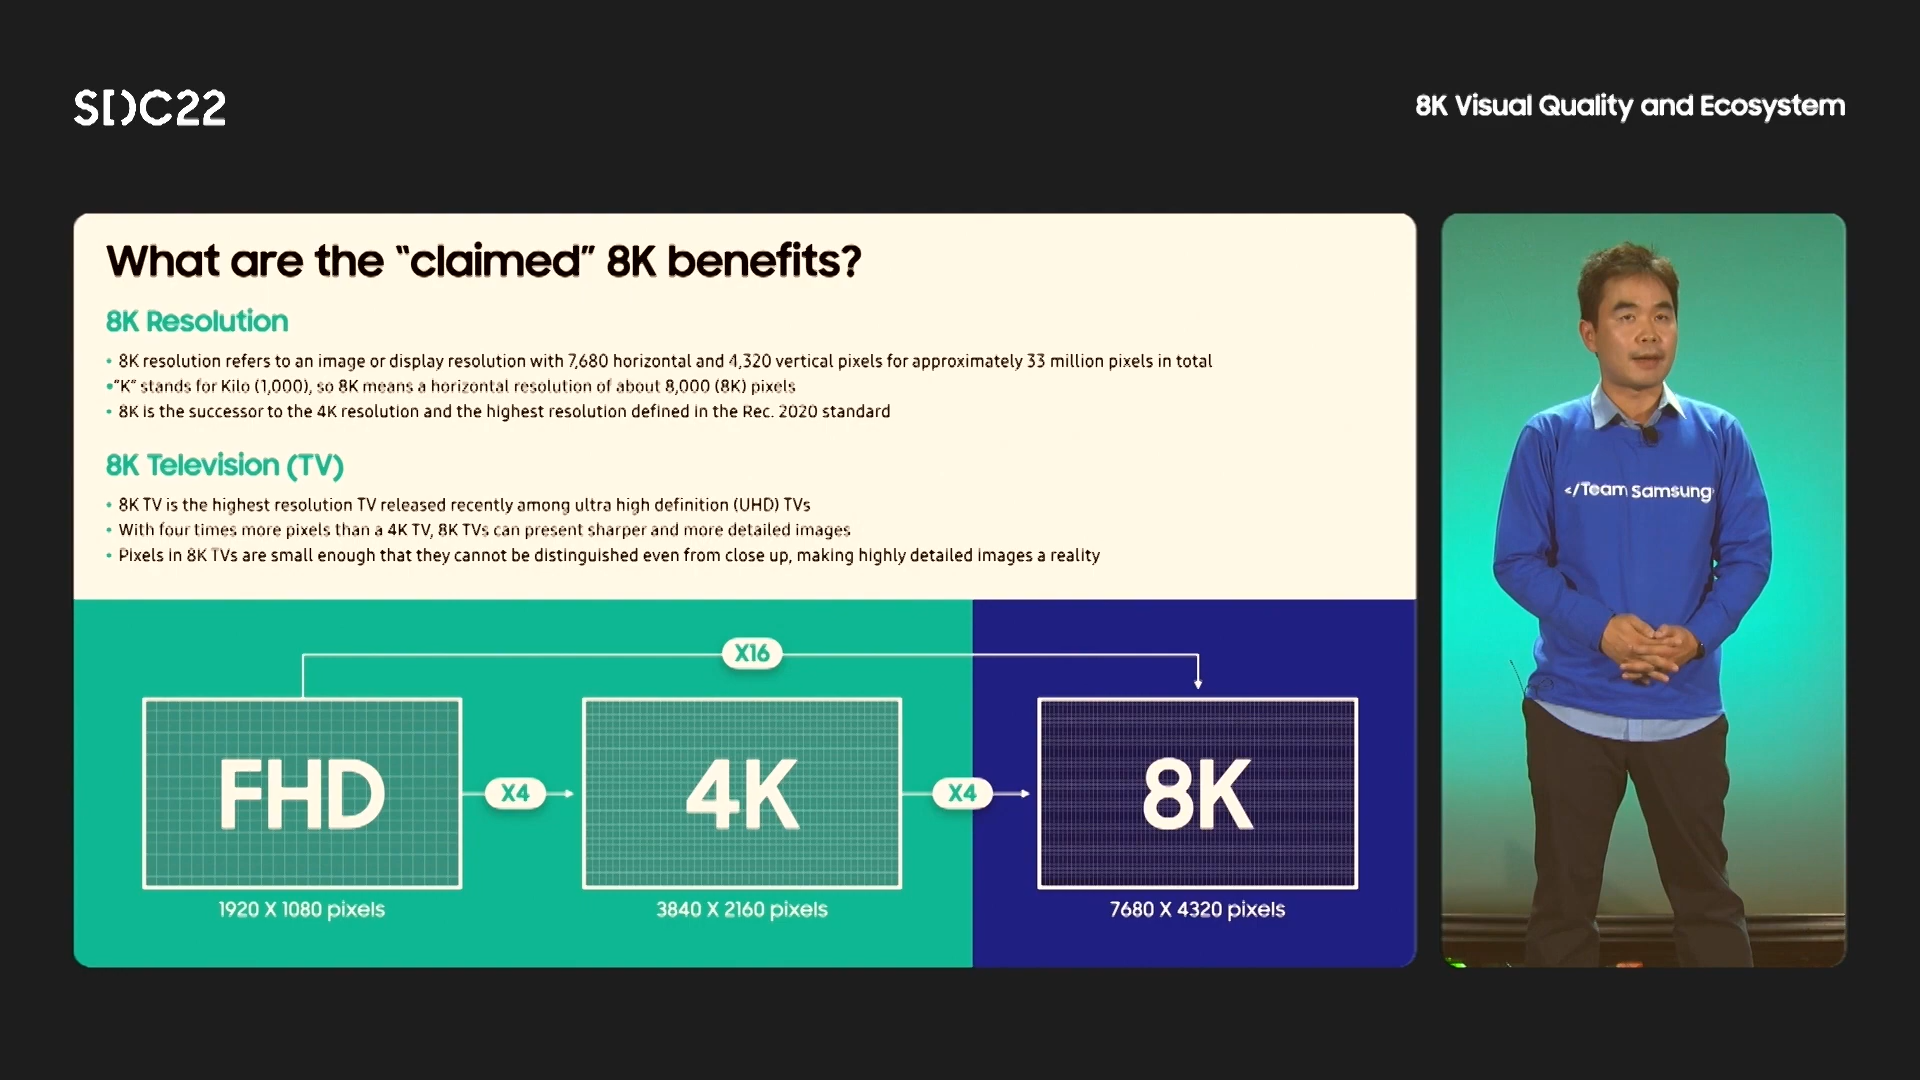 SDC22
8K Visual Quality and Ecosystem
What are the “claimed” 8K benefits?
8K Resolution
• 8K resolution refers to an image or display resolution with 7,680 horizontal and 4,320 vertical pixels for approximately 33 million pixels in total
•“K” stands for Kilo (1,000), so 8K means a horizontal resolution of about 8,000 (8K) pixels
• 8K is the successor to the 4K resolution and the highest resolution defined in the Rec. 2020 standard
8K Television (TV)
• 8K TV is the highest resolution TV released recently among ultra high definition (UHD) TVs
• With four times more pixels than a 4K TV, 8K TVs can present sharper and more detailed images
• Pixels in 8K TVs are small enough that they cannot be distinguished even from close up, making highly detailed images a reality
X16
FHD
X4
4K
X4
8K
1920 X 1080 pixels
3840 X 2160 pixels
7680 X 4320 pixels
</Team Samsung>